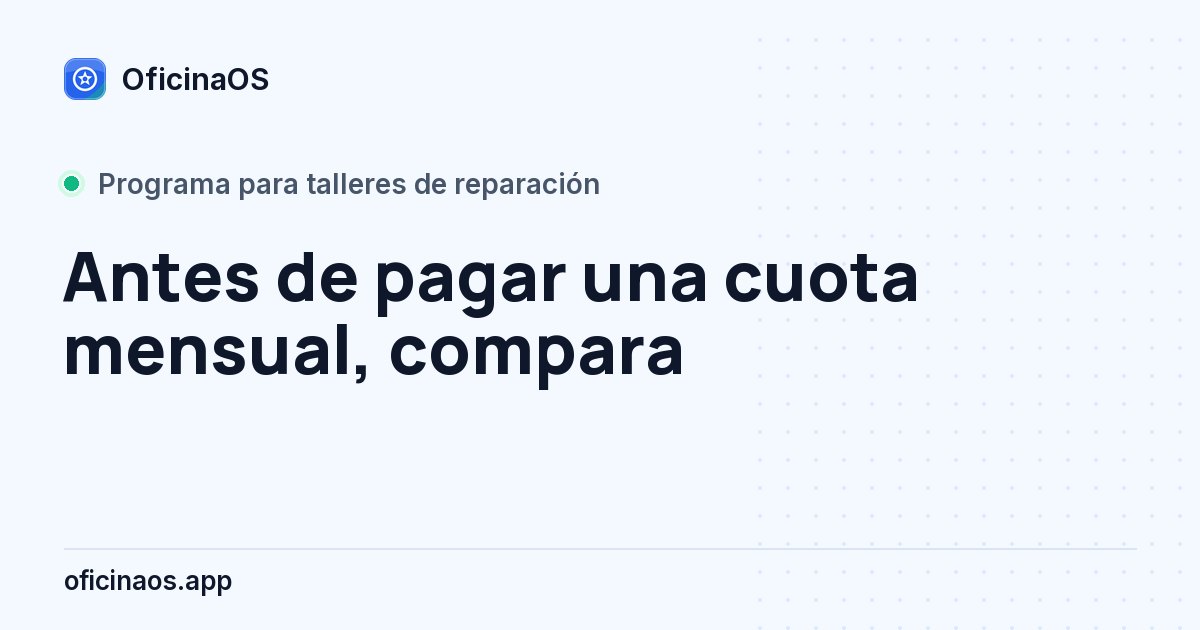 OficinaOS
Programa para talleres de reparación
Antes de pagar una cuota
mensual, compara
oficinaos.app